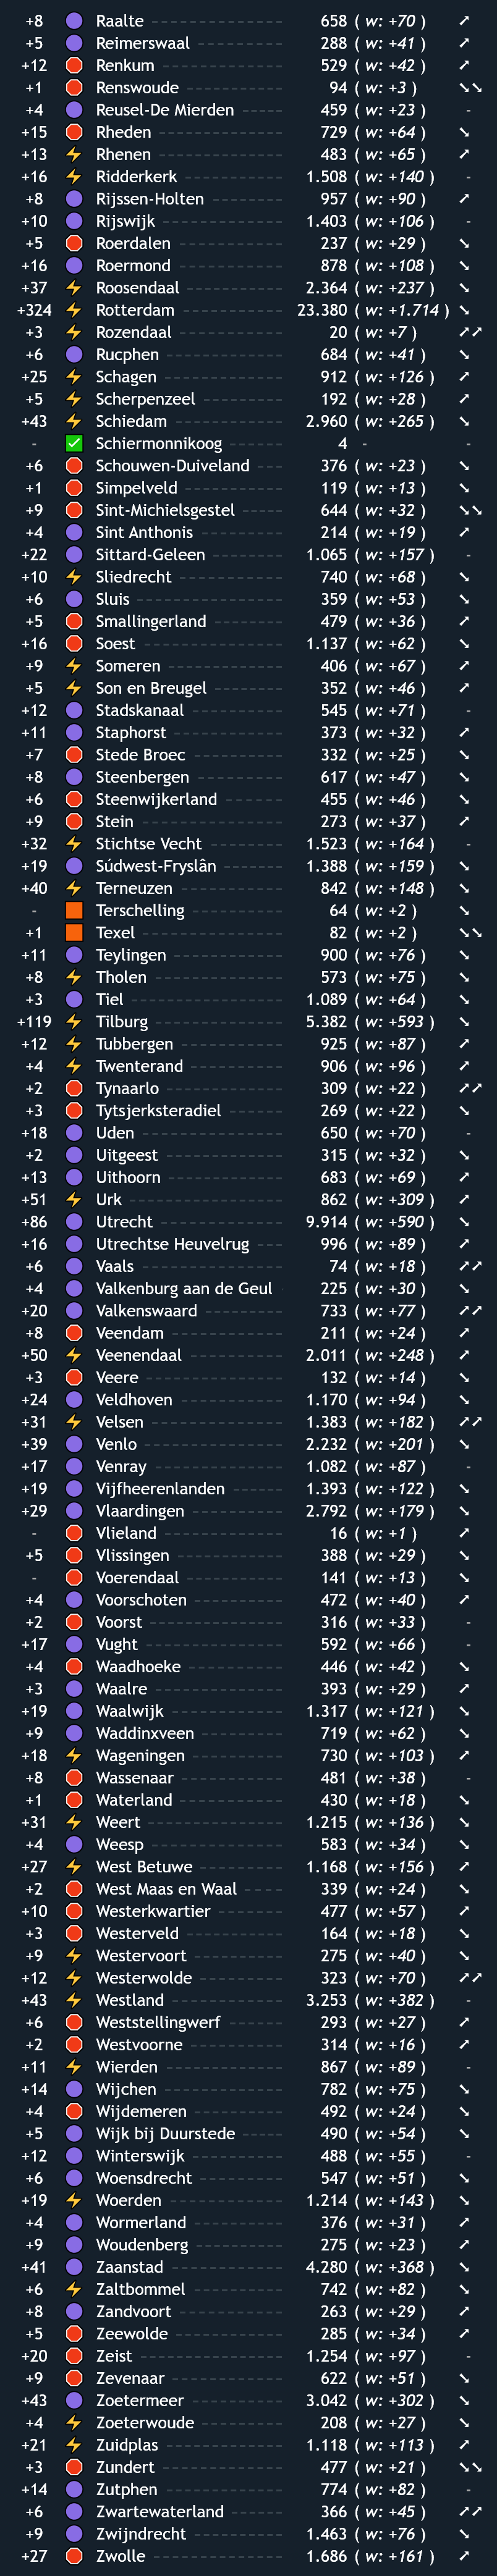 +8 Raalte 658 ( w: +70 )
+5 Reimerswaal 288 ( w: +41 )
+12 Renkum 529 ( w: +42 )
+1 Renswoude 94 ( w: +3 )
+4 Reusel-De Mierden 459 ( w: +23 ) -
+15 Rheden 729 ( w: +64 )
+13 Rhenen 483 ( w: +65 )
+16 Ridderkerk 1.508 ( w: +140 ) -
+8 Rijssen-Holten 957 ( w: +90 )
+10 Rijswijk 1.403 ( w: +106 ) -
+5 Roerdalen 237 ( w: +29 )
+16 Roermond 878 ( w: +108 )
+37 Roosendaal 2.364 ( w: +237 )
+324 Rotterdam 23.380 ( w: +1.714 )
+3 Rozendaal 20 ( w: +7 )
+6 Rucphen 684 ( w: +41 )
+25 Schagen 912 ( w: +126 )
+5 Scherpenzeel 192 ( w: +28 )
+43 Schiedam 2.960 ( w: +265 )
- Schiermonnikoog 4 - -
+6 Schouwen-Duiveland 376 ( w: +23 )
+1 Simpelveld 119 ( w: +13 )
+9 Sint-Michielsgestel 644 ( w: +32 )
+4 Sint Anthonis 214 ( w: +19 )
+22 Sittard-Geleen 1.065 ( w: +157 ) -
+10 Sliedrecht 740 ( w: +68 )
+6 Sluis 359 ( w: +53 )
+5 Smallingerland 479 ( w: +36 )
+16 Soest 1.137 ( w: +62 )
+9 Someren 406 ( w: +67 )
+5 Son en Breugel 352 ( w: +46 )
+12 Stadskanaal 545 ( w: +71 ) -
+11 Staphorst 373 ( w: +32 )
+7 Stede Broec 332 ( w: +25 )
+8 Steenbergen 617 ( w: +47 )
+6 Steenwijkerland 455 ( w: +46 )
+9 Stein 273 ( w: +37 )
+32 Stichtse Vecht 1.523 ( w: +164 ) -
+19 Súdwest-Fryslân 1.388 ( w: +159 )
+40 Terneuzen 842 ( w: +148 )
- Terschelling 64 ( w: +2 )
+1 Texel 82 ( w: +2 )
+11 Teylingen 900 ( w: +76 )
+8 Tholen 573 ( w: +75 )
+3 Tiel 1.089 ( w: +64 )
+119 Tilburg 5.382 ( w: +593 )
+12 Tubbergen 925 ( w: +87 )
+4 Twenterand 906 ( w: +96 )
+2 Tynaarlo 309 ( w: +22 )
+3 Tytsjerksteradiel 269 ( w: +22 )
+18 Uden 650 ( w: +70 ) -
+2 Uitgeest 315 ( w: +32 )
+13 Uithoorn 683 ( w: +69 )
+51 Urk 862 ( w: +309 )
+86 Utrecht 9.914 ( w: +590 )
+16 Utrechtse Heuvelrug 996 ( w: +89 )
+6 Vaals 74 ( w: +18 )
+4 Valkenburg aan de Geul 225 ( w: +30 )
+20 Valkenswaard 733 ( w: +77 )
+8 Veendam 211 ( w: +24 )
+50 Veenendaal 2.011 ( w: +248 )
+3 Veere 132 ( w: +14 )
+24 Veldhoven 1.170 ( w: +94 )
+31 Velsen 1.383 ( w: +182 )
+39 Venlo 2.232 ( w: +201 )
+17 Venray 1.082 ( w: +87 ) -
+19 Vijfheerenlanden 1.393 ( w: +122 )
+29 Vlaardingen 2.792 ( w: +179 )
- Vlieland 16 ( w: +1 )
+5 Vlissingen 388 ( w: +29 )
- Voerendaal 141 ( w: +13 )
+4 Voorschoten 472 ( w: +40 )
+2 Voorst 316 ( w: +33 ) -
+17 Vught 592 ( w: +66 ) -
+4 Waadhoeke 446 ( w: +42 )
+3 Waalre 393 ( w: +29 )
+19 Waalwijk 1.317 ( w: +121 )
+9 Waddinxveen 719 ( w: +62 )
+18 Wageningen 730 ( w: +103 )
+8 Wassenaar 481 ( w: +38 ) -
+1 Waterland 430 ( w: +18 )
+31 Weert 1.215 ( w: +136 )
+4 Weesp 583 ( w: +34 )
+27 West Betuwe 1.168 ( w: +156 )
+2 West Maas en Waal 339 ( w: +24 )
+10 Westerkwartier 477 ( w: +57 )
+3 Westerveld 164 ( w: +18 )
+9 Westervoort 275 ( w: +40 )
+12 Westerwolde 323 ( w: +70 )
+43 Westland 3.253 ( w: +382 ) -
+6 Weststellingwerf 293 ( w: +27 )
+2 Westvoorne 314 ( w: +16 )
+11 Wierden 867 ( w: +89 ) -
+14 Wijchen 782 ( w: +75 )
+4 Wijdemeren 492 ( w: +24 )
+5 Wijk bij Duurstede 490 ( w: +54 )
+12 Winterswijk 488 ( w: +55 ) -
+6 Woensdrecht 547 ( w: +51 )
+19 Woerden 1.214 ( w: +143 )
+4 Wormerland 376 ( w: +31 )
+9 Woudenberg 275 ( w: +23 )
+41 Zaanstad 4.280 ( w: +368 )
+6 Zaltbommel 742 ( w: +82 )
+8 Zandvoort 263 ( w: +29 )
+5 Zeewolde 285 ( w: +34 )
+20 Zeist 1.254 ( w: +97 ) -
+9 Zevenaar 622 ( w: +51 )
+43 Zoetermeer 3.042 ( w: +302 )
+4 Zoeterwoude 208 ( w: +27 )
+21 Zuidplas 1.118 ( w: +113 )
+3 Zundert 477 ( w: +21 )
+14 Zutphen 774 ( w: +82 ) -
+6 Zwartewaterland 366 ( w: +45 )
+9 Zwijndrecht 1.463 ( w: +76 )
+27 Zwolle 1.686 ( w: +161 )